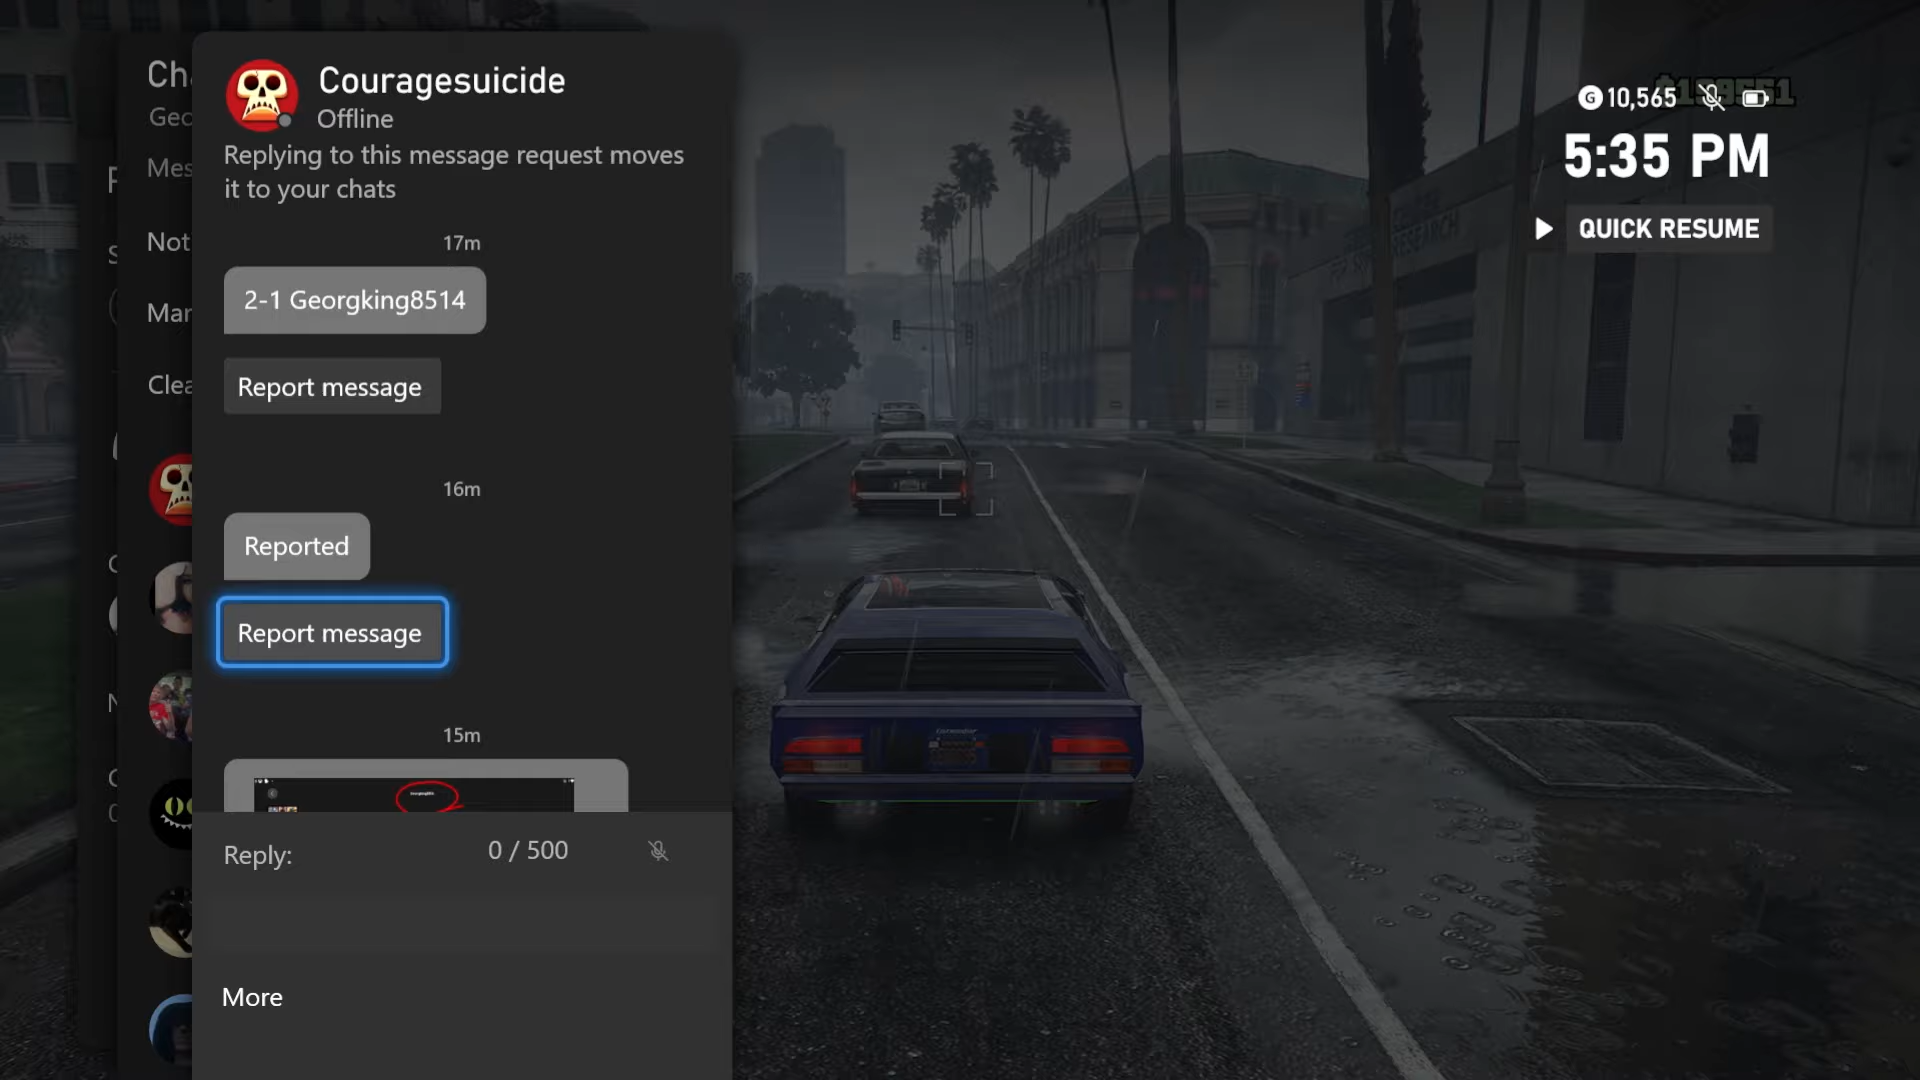 Cha
Couragesuicide
Geo
Offline
Mes
Replying to this message request moves
it to your chats
Not
Mar
Clea
17m
2-1 Georgking8514
Report message
16m
Reported
Report message
15m
Reply:
0 / 500
More
G 10,565
5:35 PM
QUICK RESUME